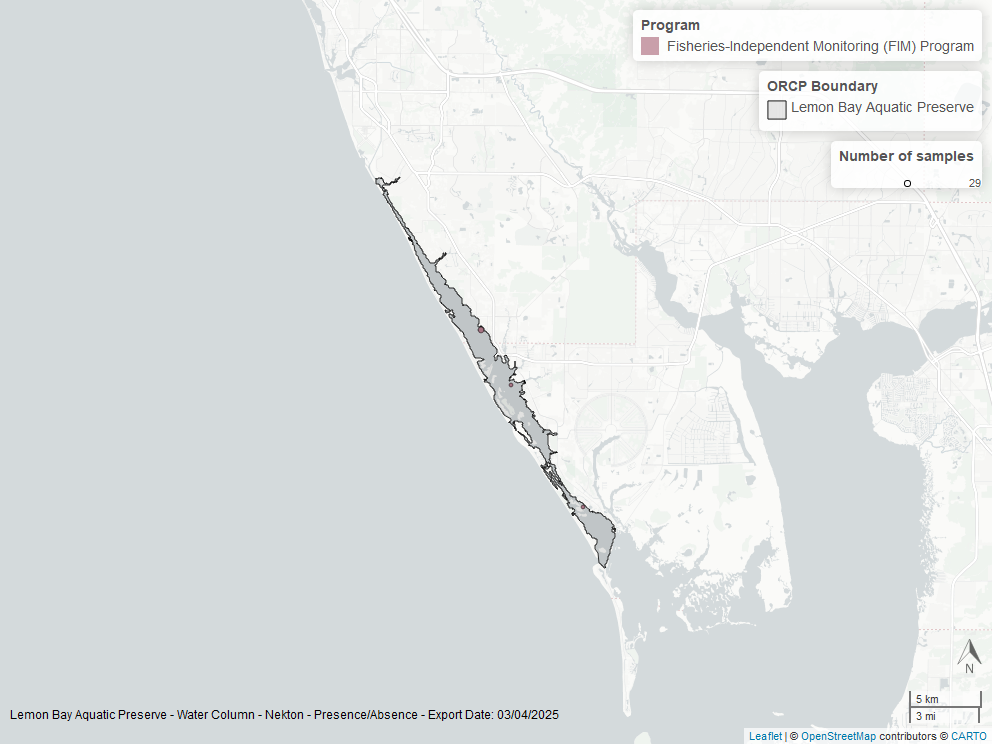 Program
Fisheries-Independent Monitoring (FIM) Program
ORCP Boundary
Lemon Bay Aquatic Preserve
Number of samples
29
N
5 km
3 mi
Lemon Bay Aquatic Preserve - Water Column - Nekton - Presence/Absence - Export Date: 03/04/2025
Leaflet | © OpenStreetMap contributors © CARTO